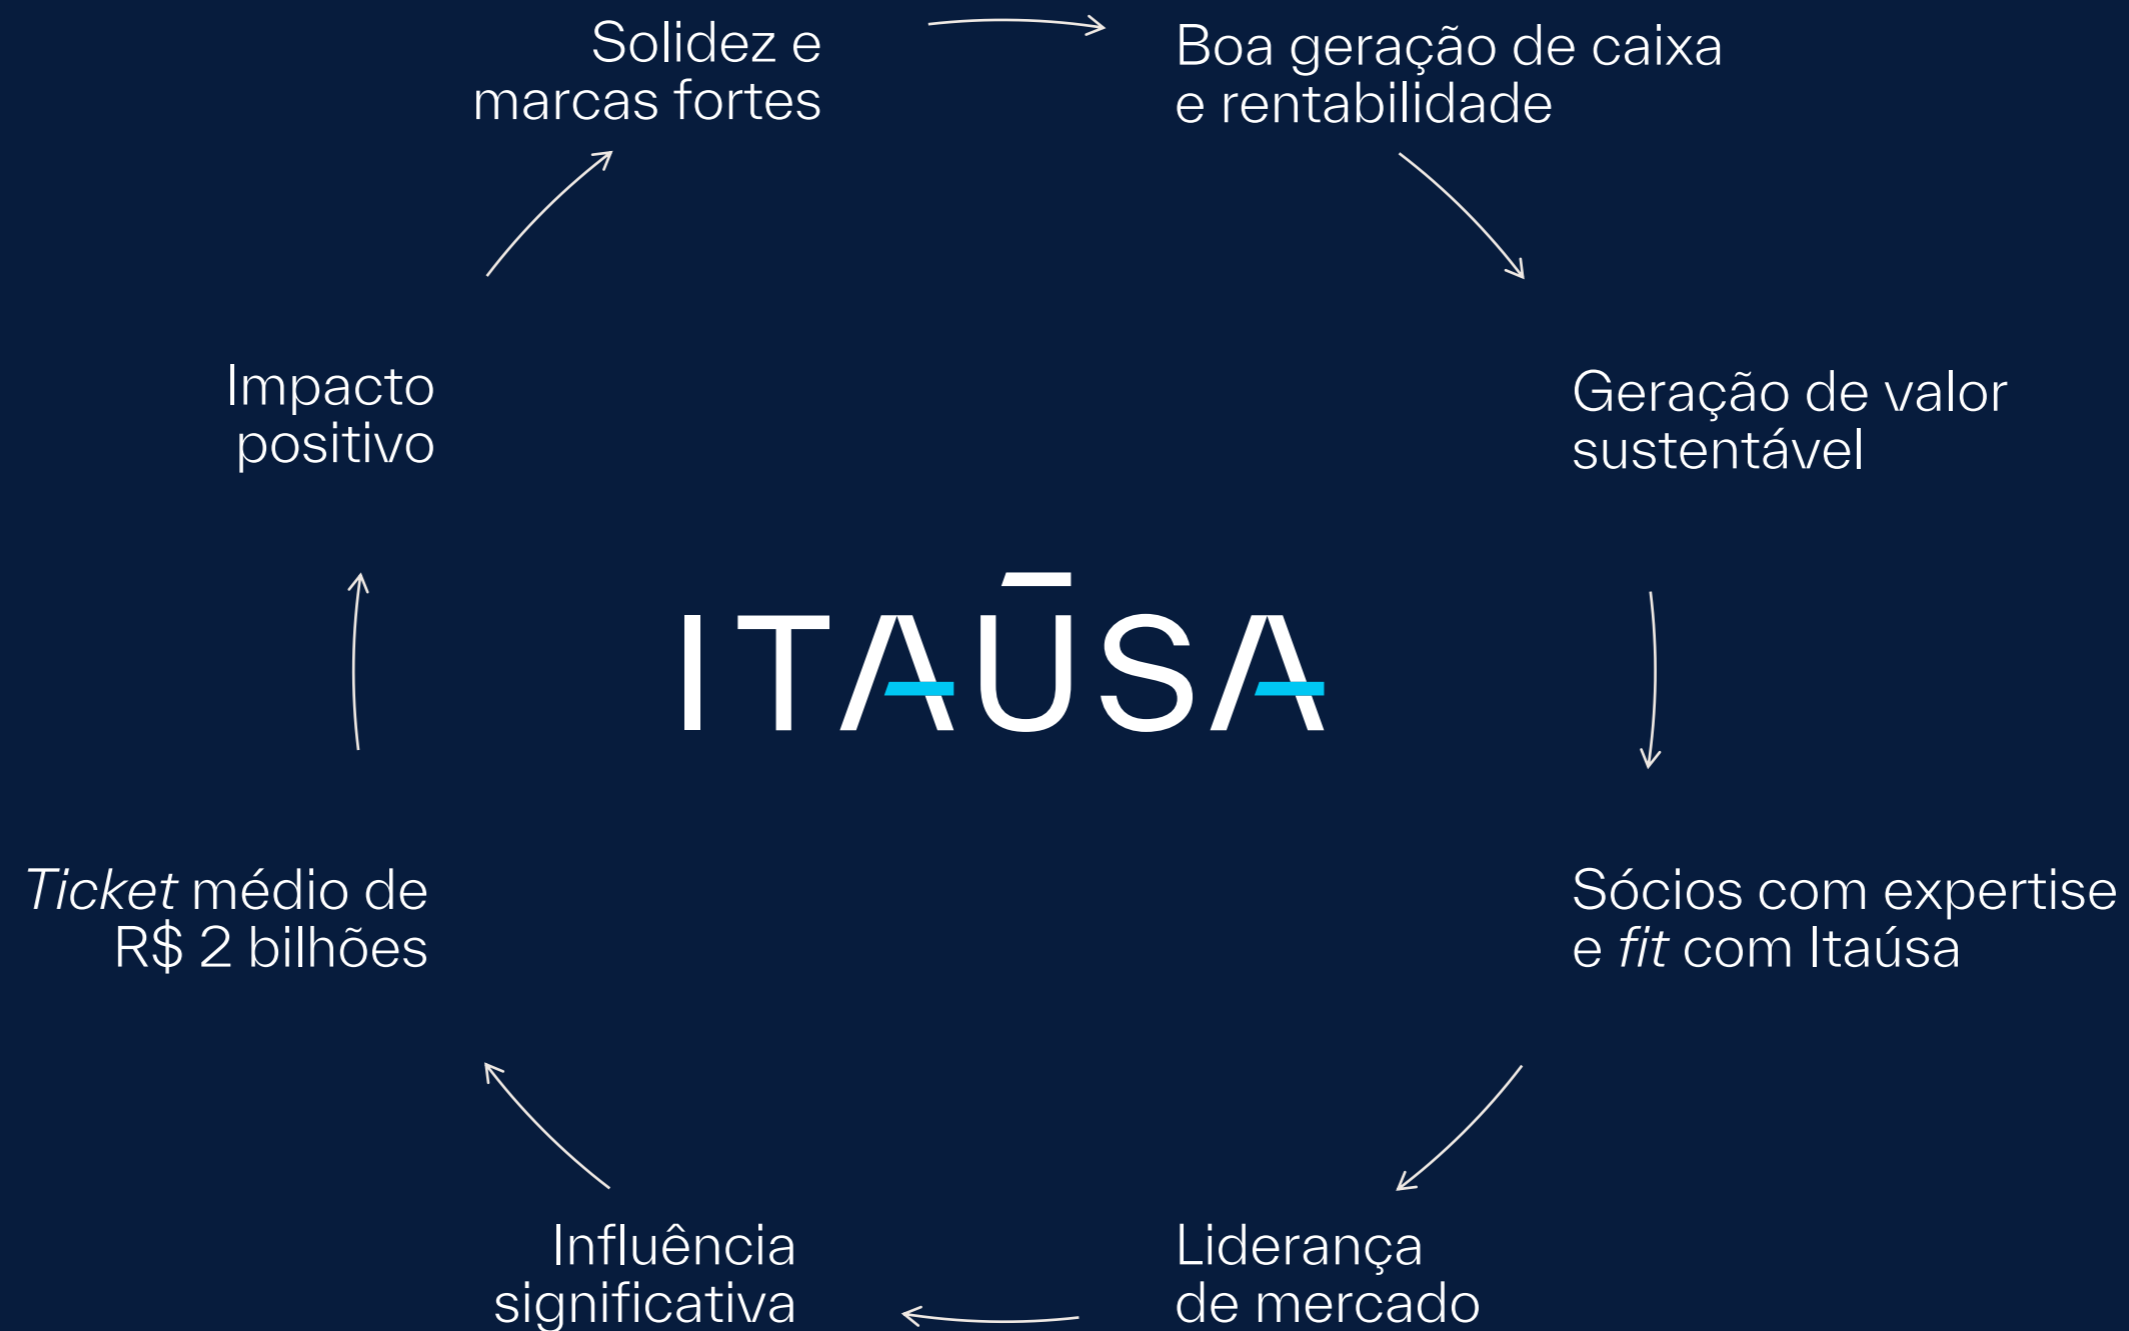 Solidez e
marcas fortes
Boa geração de caixa
e rentabilidade
Geração de valor
sustentável
Sócios com expertise
e fit com Itaúsa
Liderança
de mercado
Influência
significativa
Ticket médio de
R$ 2 bilhões
Impacto
positivo
ITAÚSA